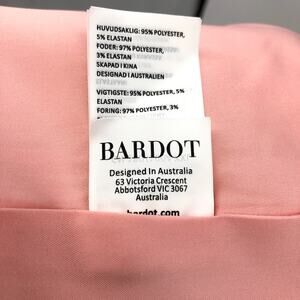 HUVUDSAKLIG: 95% POLYESTER,
5% ELASTAN
FODER: 97% POLYESTER,
3% ELASTAN
SKAPAD I KINA
DESIGNAD I AUSTRALIEN
VIGTIGSTE: 95% POLYESTER, 5%
ELASTAN
FORING: 97% POLYESTER, 3%
BARDOT
Designed In Australia
63 Victoria Crescent
Abbotsford VIC 3067
Australia
bardot.com